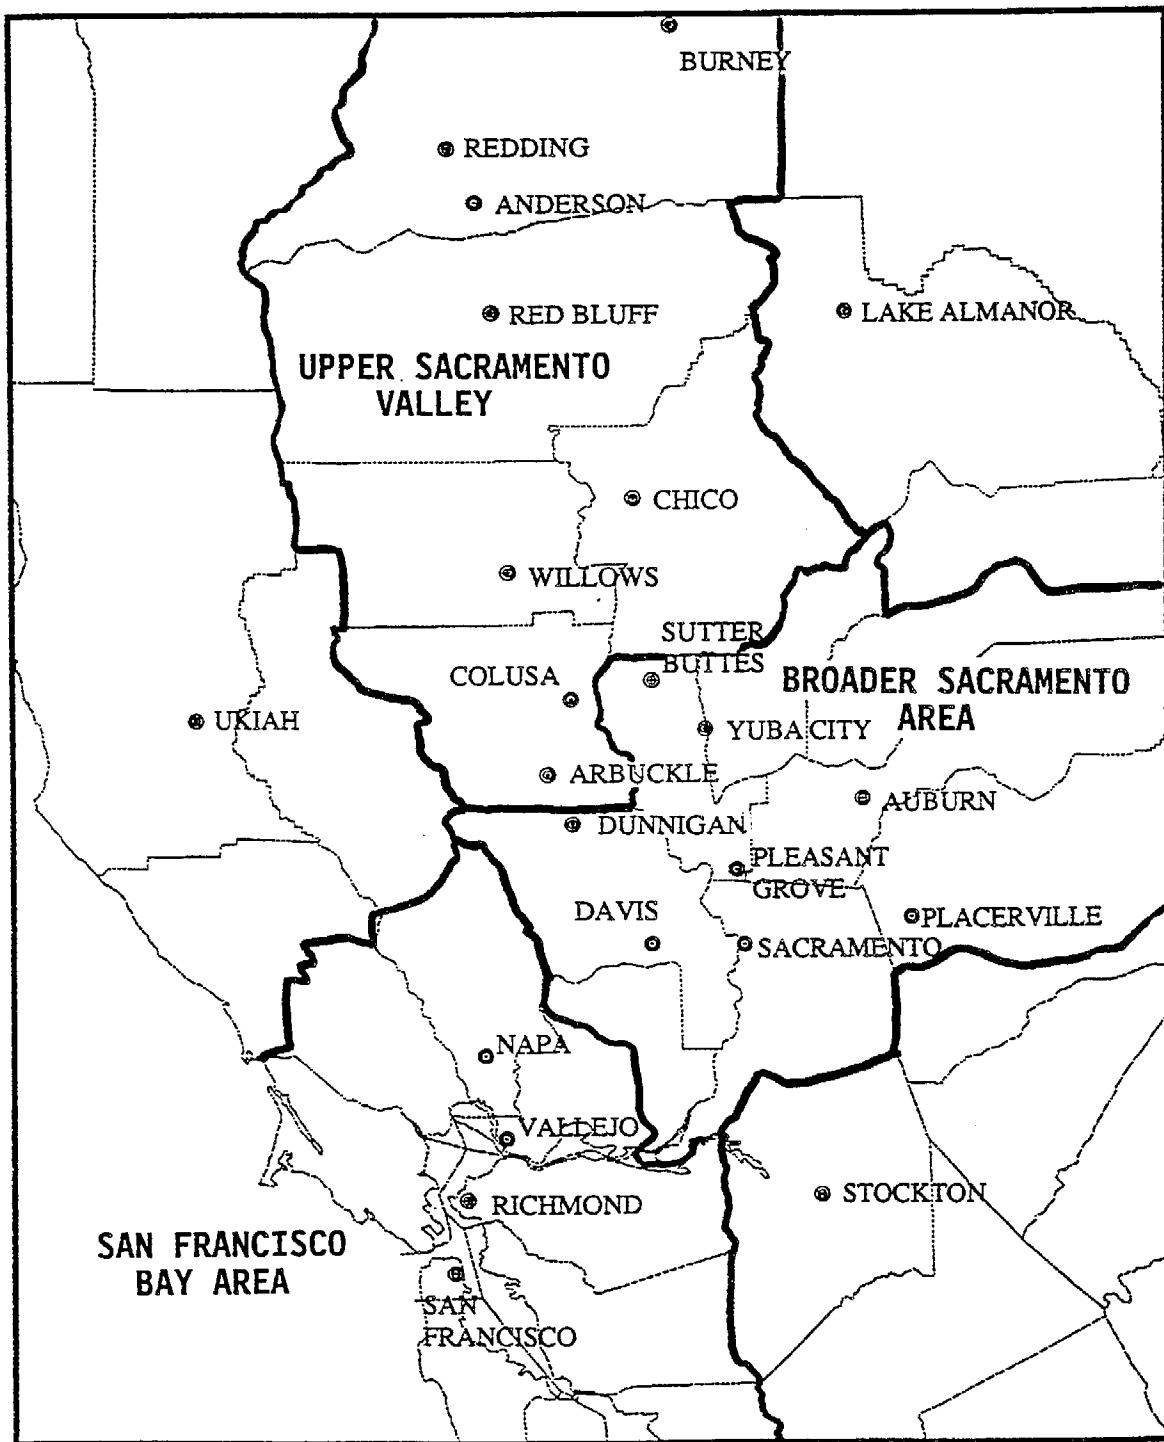 BURNEY
REDDING
ANDERSON
RED BLUFF
LAKE ALMANOR
UPPER SACRAMENTO
VALLEY
CHICO
WILLOWS
SUTTER
BUTTES
COLUSA
BROADER SACRAMENTO
AREA
UKIAH
YUBA CITY
ARBUCKLE
AUBURN
DUNNIGAN
PLEASANT
GROVE
DAVIS
PLACERVILLE
SACRAMENTO
NAPA
VALLEJO
RICHMOND
STOCKTON
SAN FRANCISCO
BAY AREA
SAN
FRANCISCO